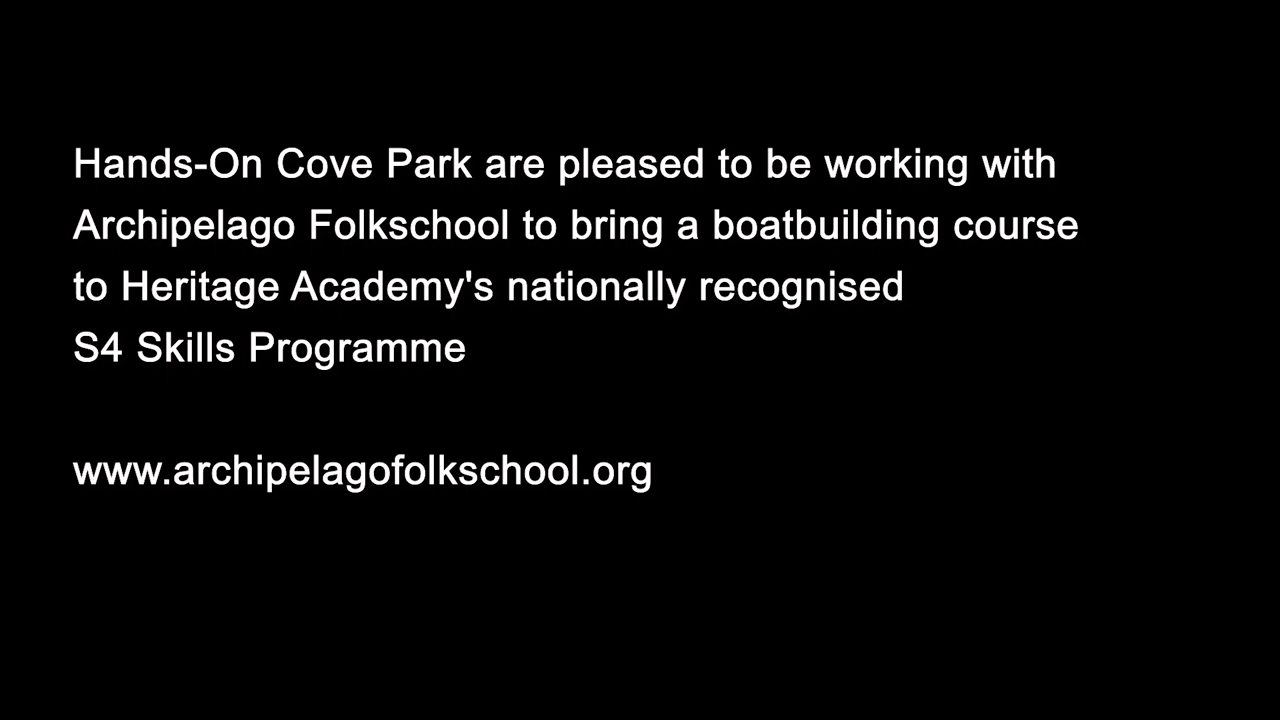 Hands-On Cove Park are pleased to be working with
Archipelago Folkschool to bring a boatbuilding course
to Heritage Academy's nationally recognised
S4 Skills Programme
www.archipelagofolkschool.org